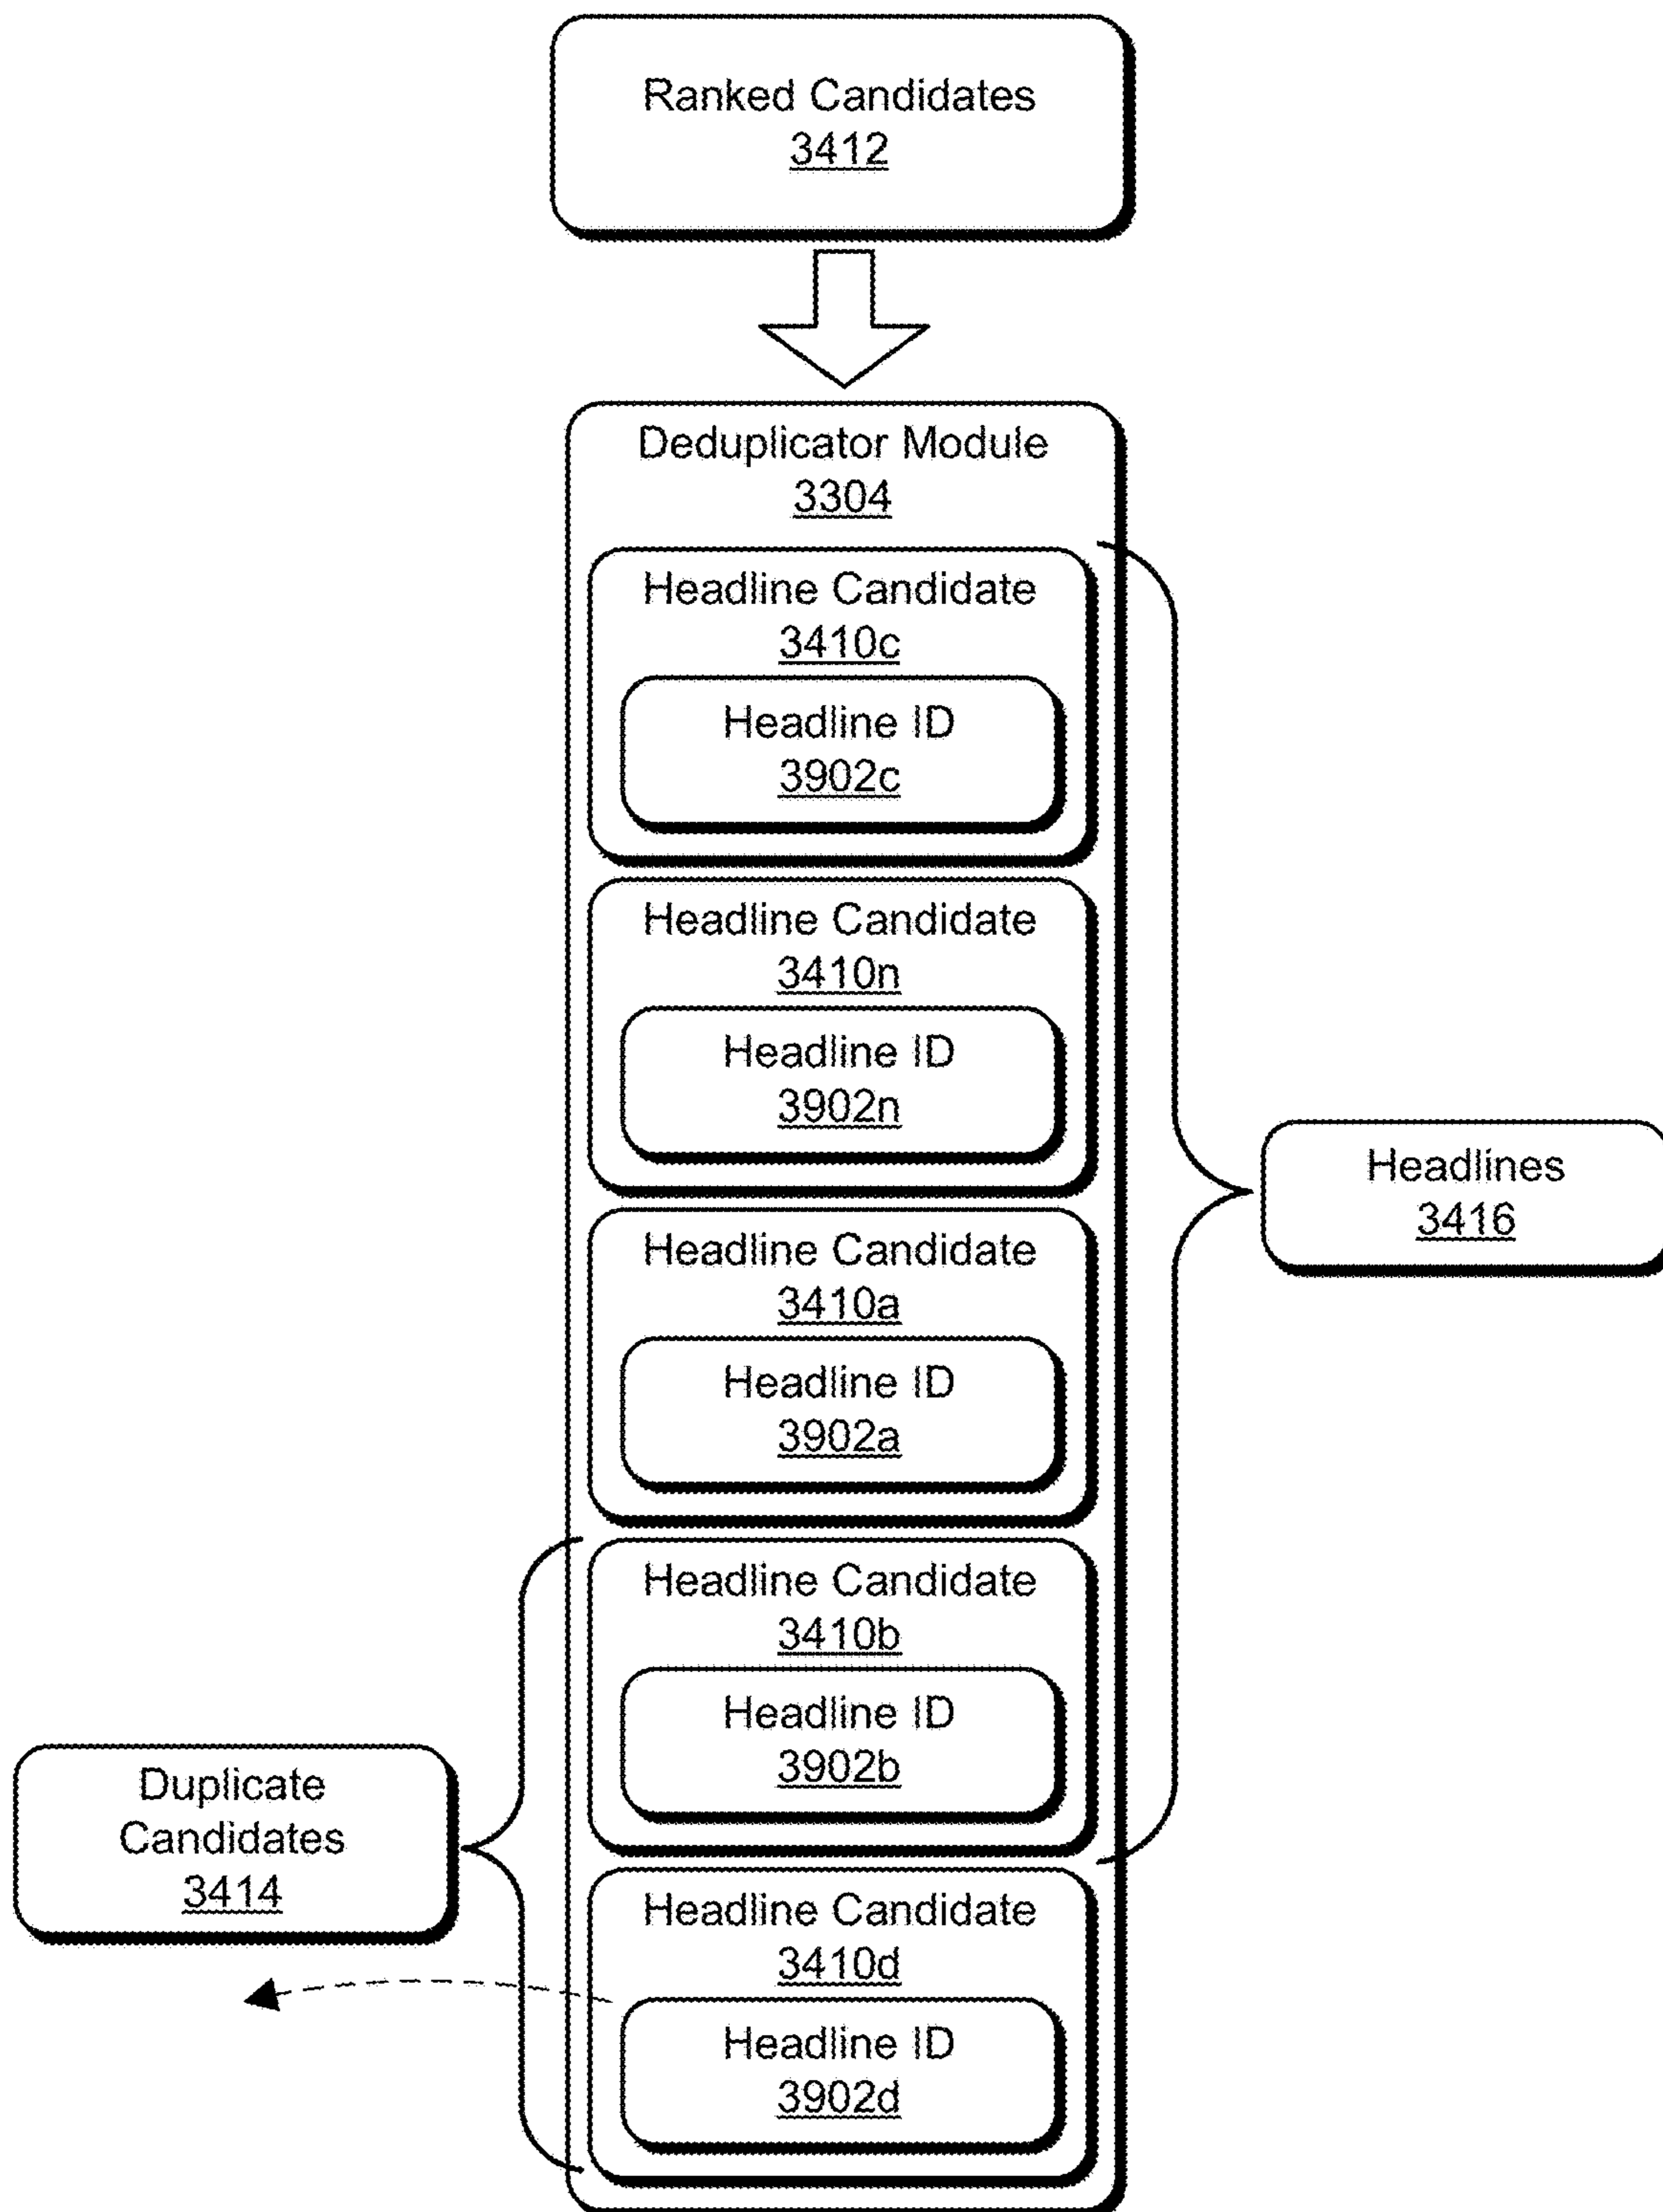 Ranked Candidates
3412
Deduplicator Module
3304
Headline Candidate
3410c
Headline ID
3902c
Headline Candidate
3410n
Headline ID
3902n
Headline Candidate
3410a
Headline ID
3902a
Headline Candidate
3410b
Headline ID
3902b
Headline Candidate
3410d
Headline ID
3902d
Headlines
3416
Duplicate
Candidates
3414